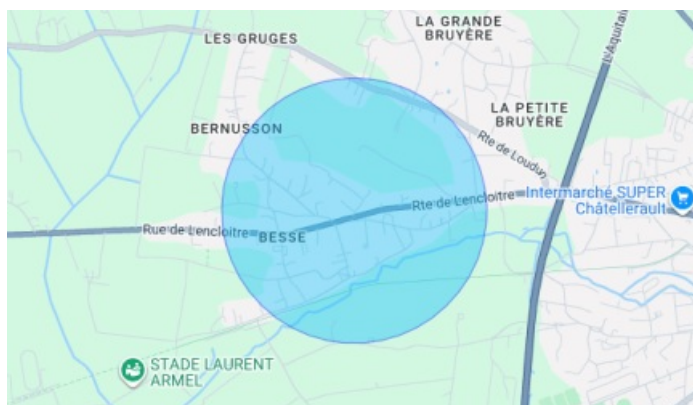 LA GRANDE
BRUYÈRE
LES GRUGES
L'Aquitaine
LA PETITE
BRUYÈRE
BERNUSSON
Rte de Loudun
Rte de Lencloître
Intermarché SUPER
Châtellerault
Rue de Lencloître
BESSE
STADE LAURENT
ARMEL